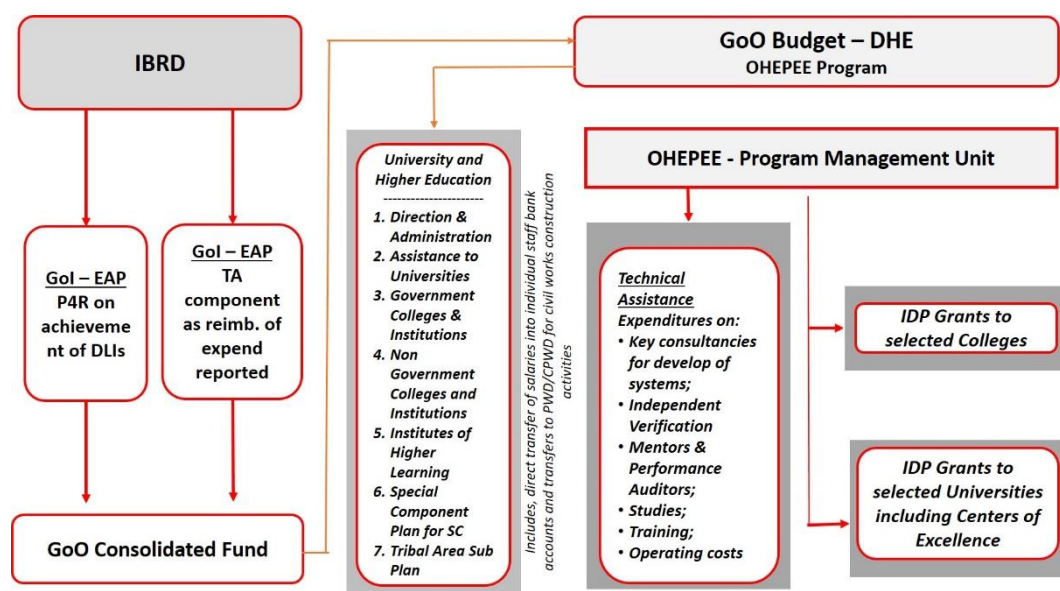 IBRD
GoI – EAP
P4R on
achieveme
nt of DLIs
GoI – EAP
TA
component
as reimb. of
expend
reported
GoO Consolidated Fund
GoO Budget – DHE
OHEPEE Program
University and
Higher Education
----------------------
1. Direction &
Administration
2. Assistance to
Universities
3. Government
Colleges &
Institutions
4. Non
Government
Colleges and
Institutions
5. Institutes of
Higher
Learning
6. Special
Component
Plan for SC
7. Tribal Area Sub
Plan
Includes, direct transfer of salaries into individual staff bank
accounts and transfers to PWD/CPWD for civil works construction
activities
OHEPEE - Program Management Unit
Technical
Assistance
Expenditures on:
• Key consultancies
for develop of
systems;
• Independent
Verification
• Mentors &
Performance
Auditors;
• Studies;
• Training;
• Operating costs
IDP Grants to
selected Colleges
IDP Grants to
selected Universities
including Centers of
Excellence